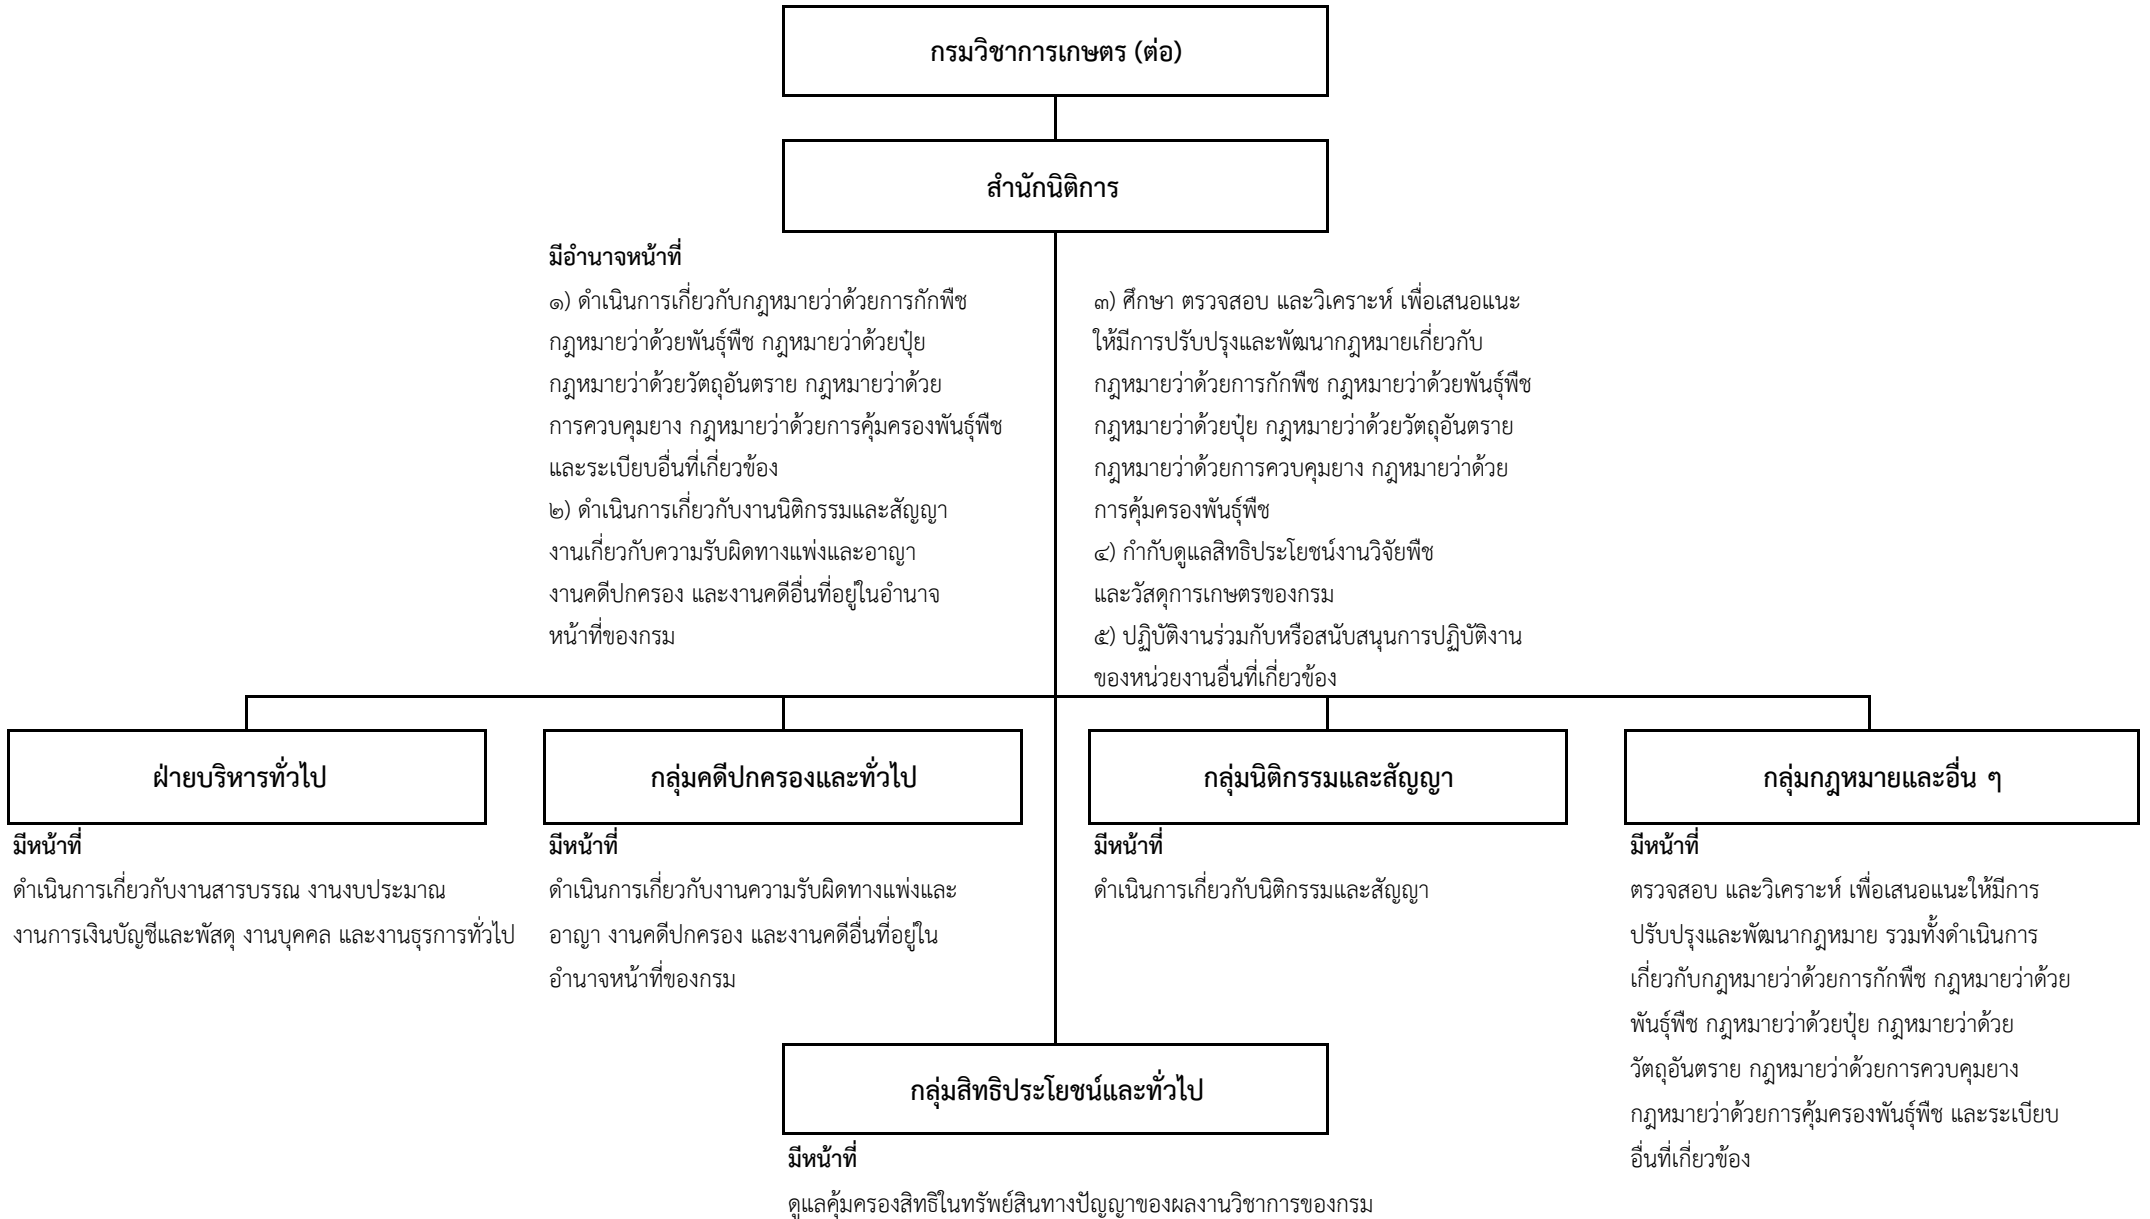 กรมวิชาการเกษตร (ต่อ)
สำนักนิติการ
มีอำนาจหน้าที่
๑) ดำเนินการเกี่ยวกับกฎหมายว่าด้วยการกักพืช
กฎหมายว่าด้วยพันธุ์พืช กฎหมายว่าด้วยปุ๋ย
กฎหมายว่าด้วยวัตถุอันตราย กฎหมายว่าด้วย
การควบคุมยาง กฎหมายว่าด้วยการคุ้มครองพันธุ์พืช
และระเบียบอื่นที่เกี่ยวข้อง
๒) ดำเนินการเกี่ยวกับงานนิติกรรมและสัญญา
งานเกี่ยวกับความรับผิดทางแพ่งและอาญา
งานคดีปกครอง และงานคดีอื่นที่อยู่ในอำนาจ
หน้าที่ของกรม
๓) ศึกษา ตรวจสอบ และวิเคราะห์ เพื่อเสนอแนะ
ให้มีการปรับปรุงและพัฒนากฎหมายเกี่ยวกับ
กฎหมายว่าด้วยการกักพืช กฎหมายว่าด้วยพันธุ์พืช
กฎหมายว่าด้วยปุ๋ย กฎหมายว่าด้วยวัตถุอันตราย
กฎหมายว่าด้วยการควบคุมยาง กฎหมายว่าด้วย
การคุ้มครองพันธุ์พืช
๔) กำกับดูแลสิทธิประโยชน์งานวิจัยพืช
และวัสดุการเกษตรของกรม
๕) ปฏิบัติงานร่วมกับหรือสนับสนุนการปฏิบัติงาน
ของหน่วยงานอื่นที่เกี่ยวข้อง
ฝ่ายบริหารทั่วไป
มีหน้าที่
ดำเนินการเกี่ยวกับงานสารบรรณ งานงบประมาณ
งานการเงินบัญชีและพัสดุ งานบุคคล และงานธุรการทั่วไป
กลุ่มคดีปกครองและทั่วไป
มีหน้าที่
ดำเนินการเกี่ยวกับงานความรับผิดทางแพ่งและ
อาญา งานคดีปกครอง และงานคดีอื่นที่อยู่ใน
อำนาจหน้าที่ของกรม
กลุ่มนิติกรรมและสัญญา
มีหน้าที่
ดำเนินการเกี่ยวกับนิติกรรมและสัญญา
กลุ่มกฎหมายและอื่น ๆ
มีหน้าที่
ตรวจสอบ และวิเคราะห์ เพื่อเสนอแนะให้มีการ
ปรับปรุงและพัฒนากฎหมาย รวมทั้งดำเนินการ
เกี่ยวกับกฎหมายว่าด้วยการกักพืช กฎหมายว่าด้วย
พันธุ์พืช กฎหมายว่าด้วยปุ๋ย กฎหมายว่าด้วย
วัตถุอันตราย กฎหมายว่าด้วยการควบคุมยาง
กฎหมายว่าด้วยการคุ้มครองพันธุ์พืช และระเบียบ
อื่นที่เกี่ยวข้อง
กลุ่มสิทธิประโยชน์และทั่วไป
มีหน้าที่
ดูแลคุ้มครองสิทธิในทรัพย์สินทางปัญญาของผลงานวิชาการของกรม